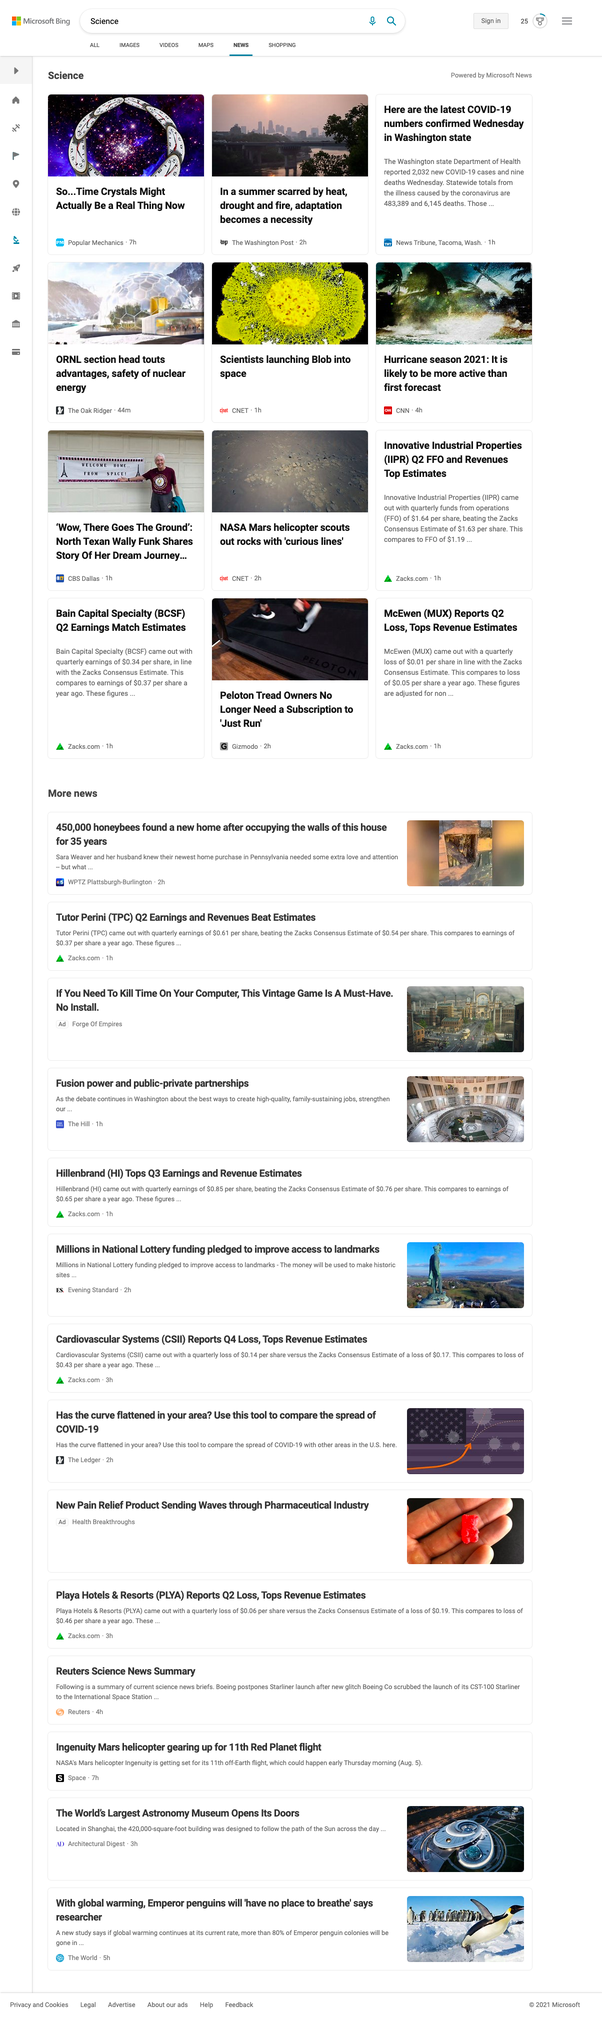 Microsoft Bing
Science
Sign in
25
ALL
IMAGES
VIDEOS
MAPS
NEWS
SHOPPING
Science
Powered by Microsoft News
So...Time Crystals Might
Actually Be a Real Thing Now
Popular Mechanics · 7h
In a summer scarred by heat,
drought and fire, adaptation
becomes a necessity
The Washington Post · 2h
Here are the latest COVID-19
numbers confirmed Wednesday
in Washington state
The Washington state Department of Health
reported 2,032 new COVID-19 cases and nine
deaths Wednesday. Statewide totals from
the illness caused by the coronavirus are
483,389 and 6,145 deaths. Those ...
News Tribune, Tacoma, Wash. · 1h
ORNL section head touts
advantages, safety of nuclear
energy
The Oak Ridger · 44m
Scientists launching Blob into
space
CNET · 1h
Hurricane season 2021: It is
likely to be more active than
first forecast
CNN · 4h
WELCOME HOME
FROM SPACE!
'Wow, There Goes The Ground':
North Texan Wally Funk Shares
Story Of Her Dream Journey...
CBS Dallas · 1h
NASA Mars helicopter scouts
out rocks with 'curious lines'
CNET · 2h
Innovative Industrial Properties
(IIPR) Q2 FFO and Revenues
Top Estimates
Innovative Industrial Properties (IIPR) came
out with quarterly funds from operations
(FFO) of $1.64 per share, beating the Zacks
Consensus Estimate of $1.63 per share. This
compares to FFO of $1.19 ...
Zacks.com · 1h
Bain Capital Specialty (BCSF)
Q2 Earnings Match Estimates
Bain Capital Specialty (BCSF) came out with
quarterly earnings of $0.34 per share, in line
with the Zacks Consensus Estimate. This
compares to earnings of $0.37 per share a
year ago. These figures ...
Zacks.com · 1h
PELOTON
Peloton Tread Owners No
Longer Need a Subscription to
'Just Run'
Gizmodo · 2h
McEwen (MUX) Reports Q2
Loss, Tops Revenue Estimates
McEwen (MUX) came out with a quarterly
loss of $0.01 per share in line with the Zacks
Consensus Estimate. This compares to loss
of $0.05 per share a year ago. These figures
are adjusted for non ...
Zacks.com · 1h
More news
450,000 honeybees found a new home after occupying the walls of this house
for 35 years
Sara Weaver and her husband knew their newest home purchase in Pennsylvania needed some extra love and attention
– but what ...
WPTZ Plattsburgh-Burlington · 2h
Tutor Perini (TPC) Q2 Earnings and Revenues Beat Estimates
Tutor Perini (TPC) came out with quarterly earnings of $0.61 per share, beating the Zacks Consensus Estimate of $0.54 per share. This compares to earnings of
$0.37 per share a year ago. These figures ...
Zacks.com · 1h
If You Need To Kill Time On Your Computer, This Vintage Game Is A Must-Have.
No Install.
Ad Forge Of Empires
Fusion power and public-private partnerships
As the debate continues in Washington about the best ways to create high-quality, family-sustaining jobs, strengthen
our ...
The Hill · 1h
Hillenbrand (HI) Tops Q3 Earnings and Revenue Estimates
Hillenbrand (HI) came out with quarterly earnings of $0.85 per share, beating the Zacks Consensus Estimate of $0.76 per share. This compares to earnings of
$0.65 per share a year ago. These figures ...
Zacks.com · 1h
Millions in National Lottery funding pledged to improve access to landmarks
Millions in National Lottery funding pledged to improve access to landmarks - The money will be used to make historic
sites ...
ES. Evening Standard · 2h
Cardiovascular Systems (CSII) Reports Q4 Loss, Tops Revenue Estimates
Cardiovascular Systems (CSII) came out with a quarterly loss of $0.14 per share versus the Zacks Consensus Estimate of a loss of $0.17. This compares to loss of
$0.43 per share a year ago. These ...
Zacks.com · 3h
Has the curve flattened in your area? Use this tool to compare the spread of
COVID-19
Has the curve flattened in your area? Use this tool to compare the spread of COVID-19 with other areas in the U.S. here.
The Ledger · 2h
New Pain Relief Product Sending Waves through Pharmaceutical Industry
Ad Health Breakthroughs
Playa Hotels & Resorts (PLYA) Reports Q2 Loss, Tops Revenue Estimates
Playa Hotels & Resorts (PLYA) came out with a quarterly loss of $0.06 per share versus the Zacks Consensus Estimate of a loss of $0.19. This compares to loss of
$0.46 per share a year ago. These ...
Zacks.com · 3h
Reuters Science News Summary
Following is a summary of current science news briefs. Boeing postpones Starliner launch after new glitch Boeing Co scrubbed the launch of its CST-100 Starliner
to the International Space Station ...
Reuters · 4h
Ingenuity Mars helicopter gearing up for 11th Red Planet flight
NASA's Mars helicopter Ingenuity is getting set for its 11th off-Earth flight, which could happen early Thursday morning (Aug. 5).
Space · 7h
The World's Largest Astronomy Museum Opens Its Doors
Located in Shanghai, the 420,000-square-foot building was designed to follow the path of the Sun across the day ...
AD Architectural Digest · 3h
With global warming, Emperor penguins will 'have no place to breathe' says
researcher
A new study says if global warming continues at its current rate, more than 80% of Emperor penguin colonies will be
gone in ...
The World · 5h
Privacy and Cookies
Legal
Advertise
About our ads
Help
Feedback
© 2021 Microsoft